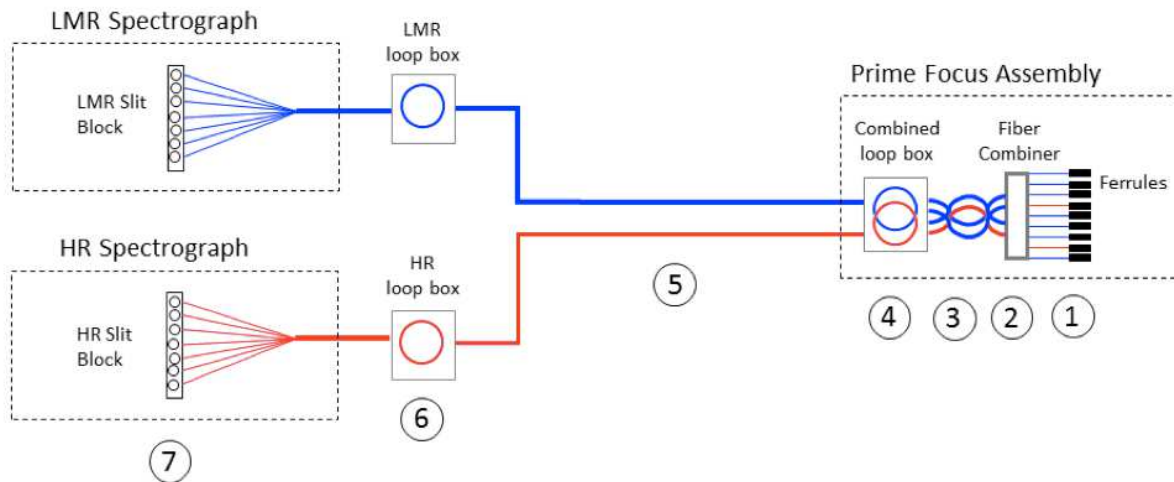 LMR Spectrograph
LMR Slit
Block
LMR
loop box
Prime Focus Assembly
Combined
loop box
Fiber
Combiner
Ferrules
HR Spectrograph
HR Slit
Block
HR
loop box
5
4
3
2
1
6
7